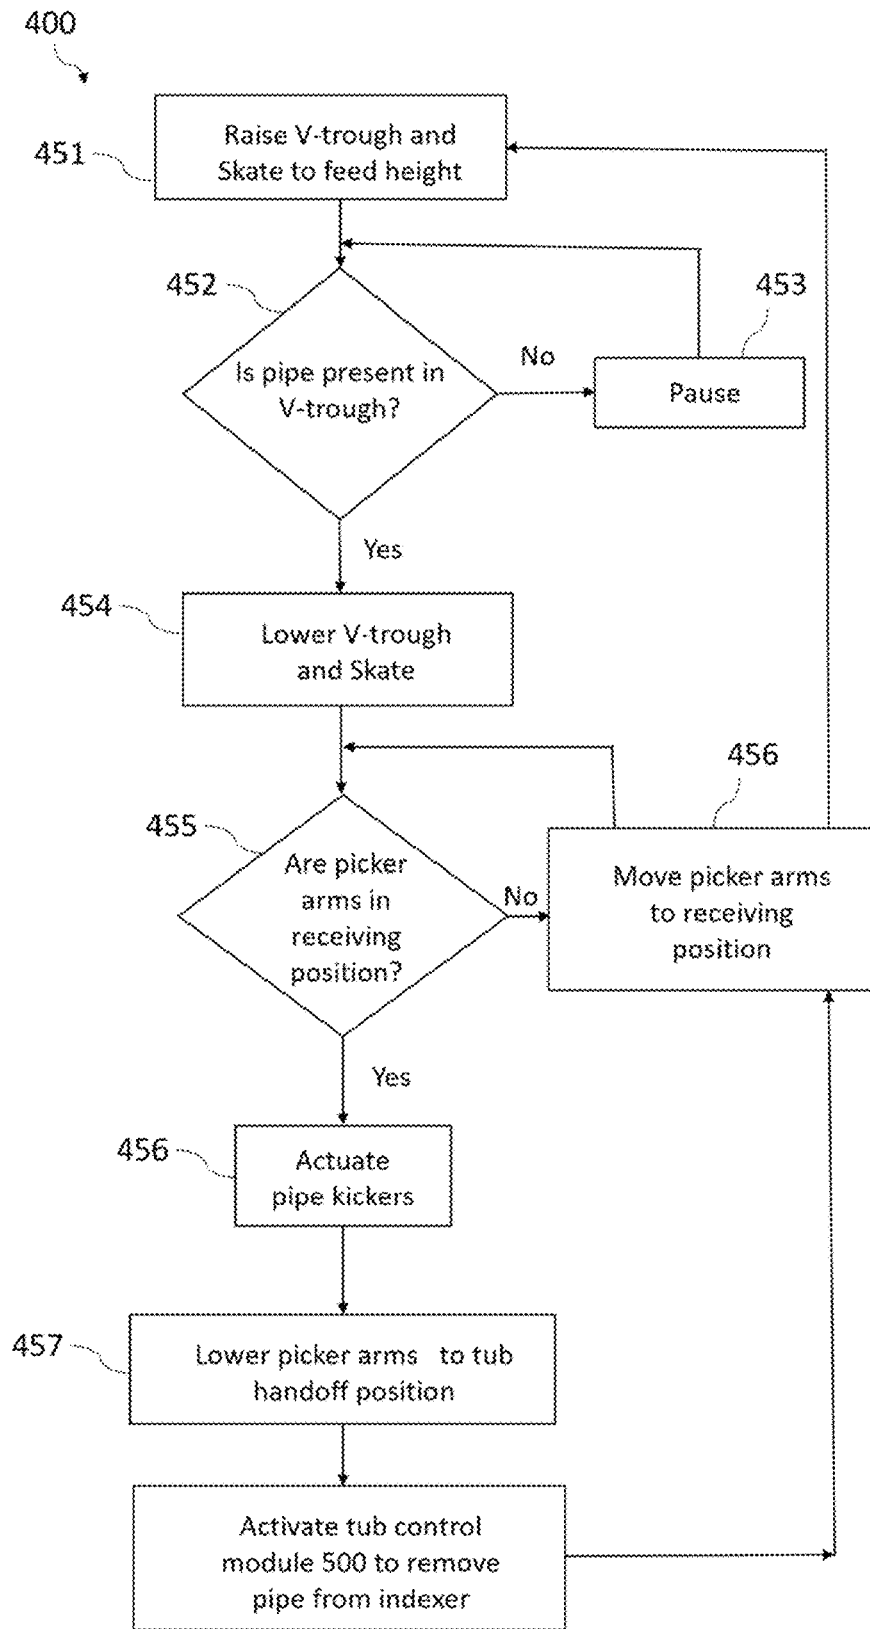 400
451
Raise V-trough and
Skate to feed height
452
Is pipe present in
V-trough?
No
453
Pause
Yes
454
Lower V-trough
and Skate
455
Are picker
arms in
receiving
position?
No
456
Move picker arms
to receiving
position
Yes
456
Actuate
pipe kickers
457
Lower picker arms to tub
handoff position
Activate tub control
module 500 to remove
pipe from indexer